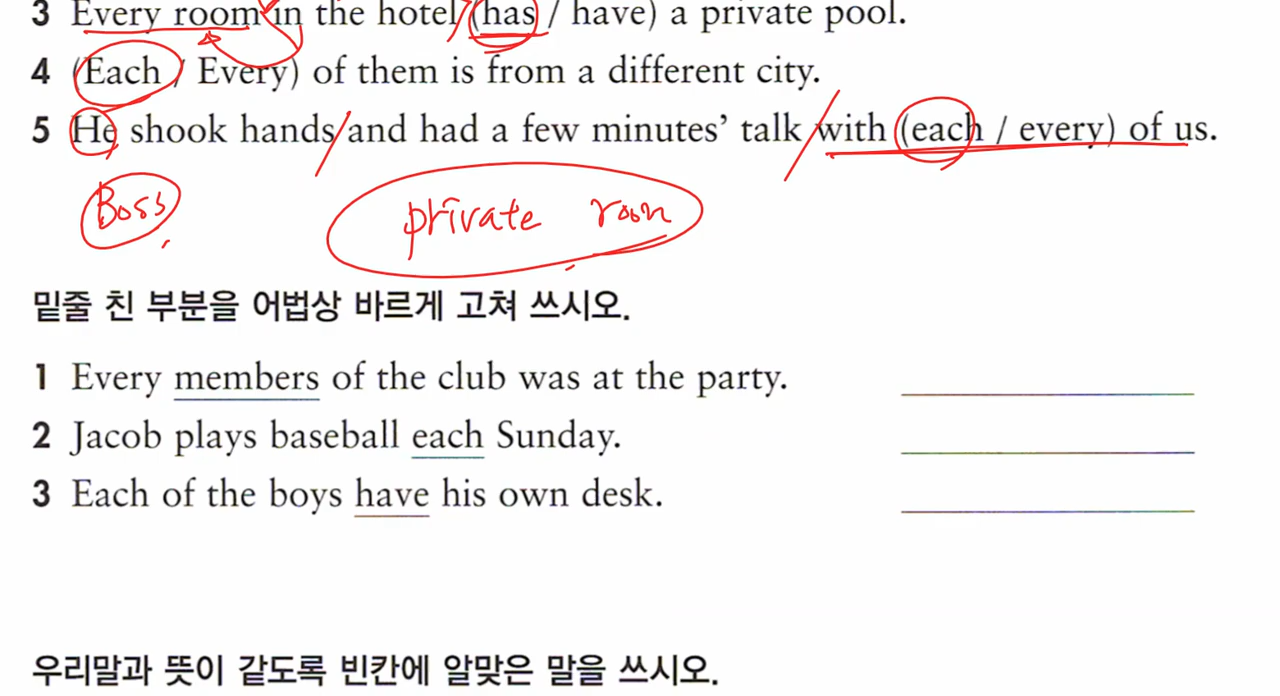 3 Every room in the hotel (has / have) a private pool.
4 (Each / Every) of them is from a different city.
5 He shook hands and had a few minutes' talk with (each / every) of us.
Boss private room
밑줄 친 부분을 어법상 바르게 고쳐 쓰시오.
1 Every members of the club was at the party.
2 Jacob plays baseball each Sunday.
3 Each of the boys have his own desk.
우리말과 뜻이 같도록 빈칸에 알맞은 말을 쓰시오.